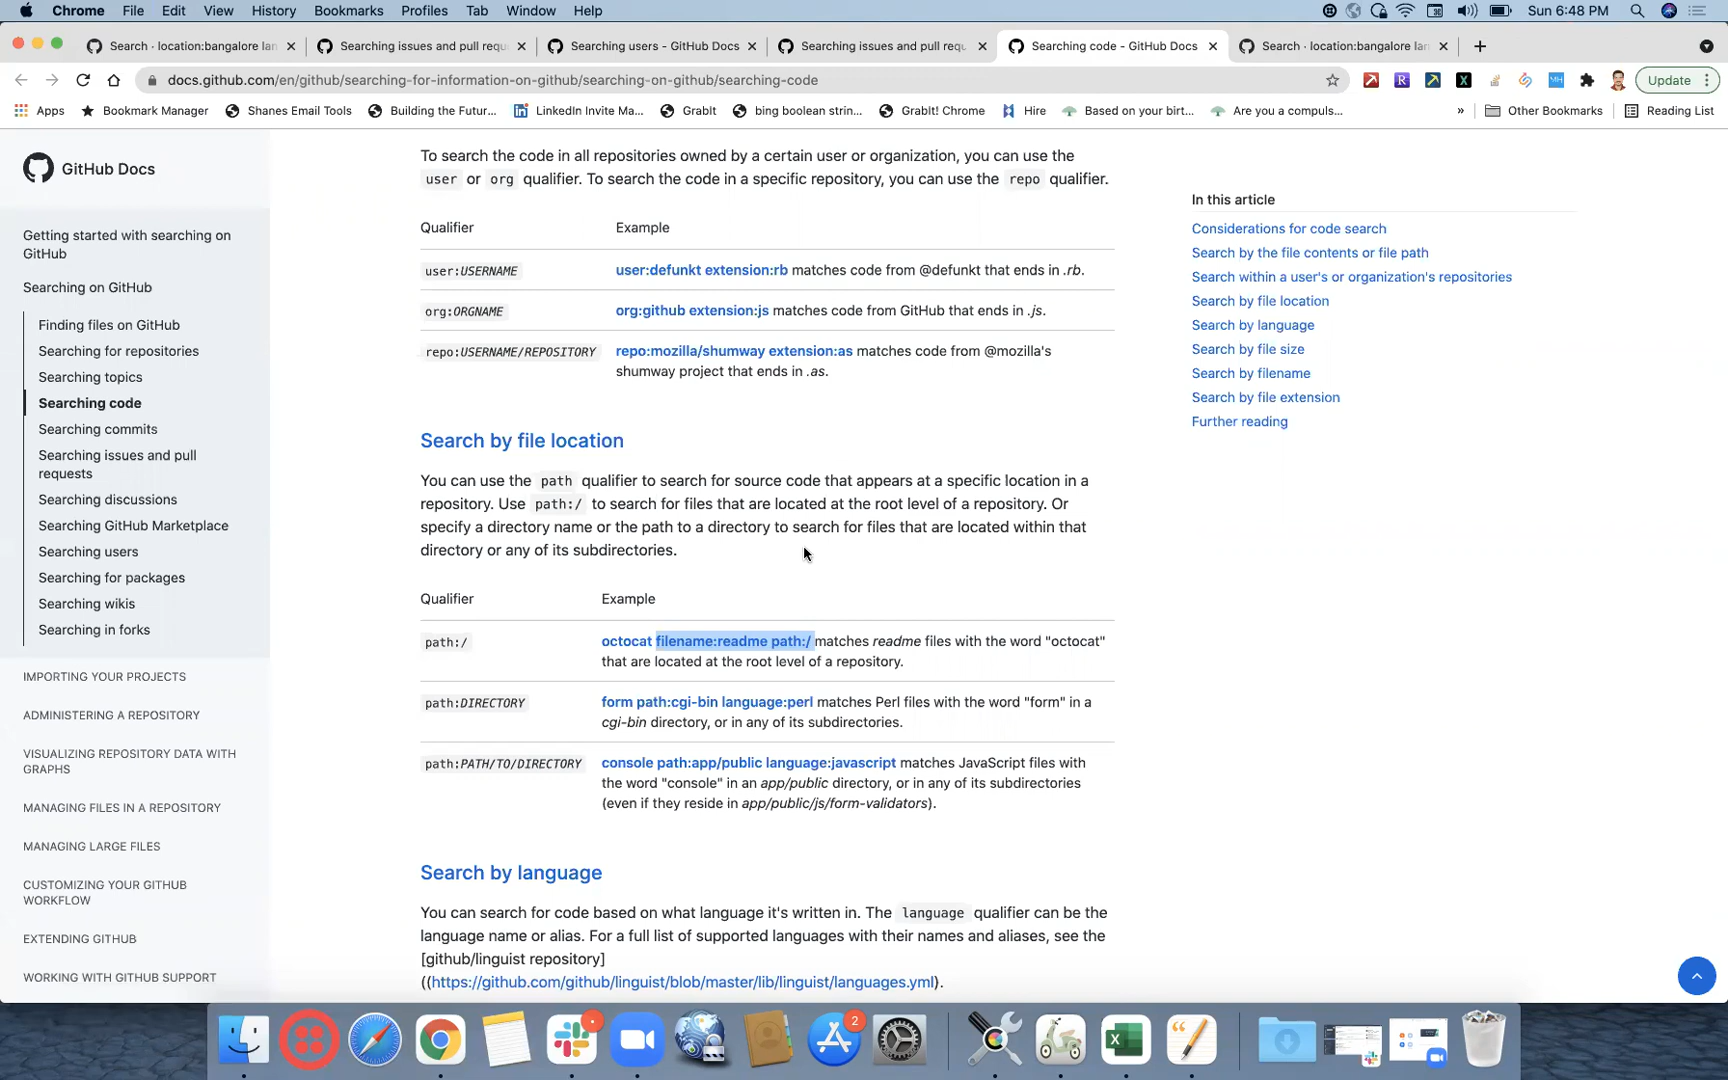 Chrome File Edit View History Bookmarks Profiles Tab Window Help Sun 6:48 PM
Search · location:bangalore lan Searching issues and pull requ Searching users - GitHub Docs Searching issues and pull requ Searching code - GitHub Docs Search · location:bangalore lan
docs.github.com/en/github/searching-for-information-on-github/searching-on-github/searching-code Update
Apps Bookmark Manager Shanes Email Tools Building the Futur... LinkedIn Invite Ma... Grabit bing boolean strin... GrabIt! Chrome Hire Based on your birt... Are you a compuls... » Other Bookmarks Reading List
GitHub Docs
Getting started with searching on
GitHub
Searching on GitHub
Finding files on GitHub
Searching for repositories
Searching topics
Searching code
Searching commits
Searching issues and pull
requests
Searching discussions
Searching GitHub Marketplace
Searching users
Searching for packages
Searching wikis
Searching in forks
IMPORTING YOUR PROJECTS
ADMINISTERING A REPOSITORY
VISUALIZING REPOSITORY DATA WITH
GRAPHS
MANAGING FILES IN A REPOSITORY
MANAGING LARGE FILES
CUSTOMIZING YOUR GITHUB
WORKFLOW
EXTENDING GITHUB
WORKING WITH GITHUB SUPPORT
To search the code in all repositories owned by a certain user or organization, you can use the
user or org qualifier. To search the code in a specific repository, you can use the repo qualifier.
Qualifier Example
user:USERNAME user:defunkt extension:rb matches code from @defunkt that ends in .rb.
org:ORGNAME org:github extension:js matches code from GitHub that ends in .js.
repo:USERNAME/REPOSITORY repo:mozilla/shumway extension:as matches code from @mozilla's
shumway project that ends in .as.
Search by file location
You can use the path qualifier to search for source code that appears at a specific location in a
repository. Use path:/ to search for files that are located at the root level of a repository. Or
specify a directory name or the path to a directory to search for files that are located within that
directory or any of its subdirectories.
Qualifier Example
path:/ octocat filename:readme path:/ matches readme files with the word "octocat"
that are located at the root level of a repository.
path:DIRECTORY form path:cgi-bin language:perl matches Perl files with the word "form" in a
cgi-bin directory, or in any of its subdirectories.
path:PATH/TO/DIRECTORY console path:app/public language:javascript matches JavaScript files with
the word "console" in an app/public directory, or in any of its subdirectories
(even if they reside in app/public/js/form-validators).
Search by language
You can search for code based on what language it's written in. The language qualifier can be the
language name or alias. For a full list of supported languages with their names and aliases, see the
[github/linguist repository]
((https://github.com/github/linguist/blob/master/lib/linguist/languages.yml).
In this article
Considerations for code search
Search by the file contents or file path
Search within a user's or organization's repositories
Search by file location
Search by language
Search by file size
Search by filename
Search by file extension
Further reading
2